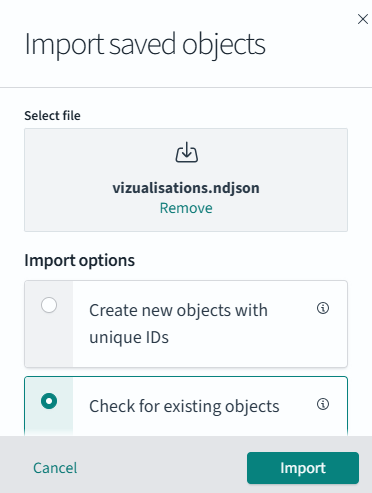 Import saved objects
Select file
vizualisations.ndjson
Remove
Import options
Create new objects with
unique IDs
Check for existing objects
Cancel
Import